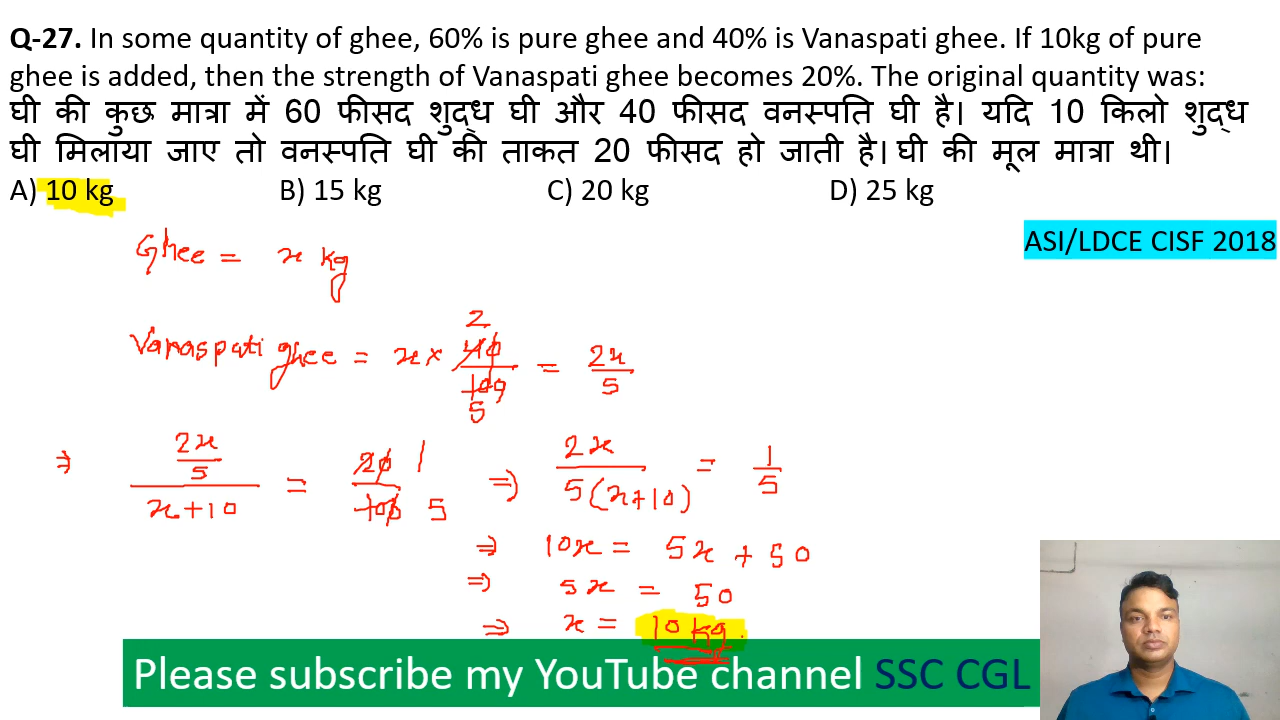 Q-27. In some quantity of ghee, 60% is pure ghee and 40% is Vanaspati ghee. If 10kg of pure
ghee is added, then the strength of Vanaspati ghee becomes 20%. The original quantity was:
घी की कुछ मात्रा में 60 फीसद शुद्ध घी और 40 फीसद वनस्पति घी है। यदि 10 किलो शुद्ध
घी मिलाया जाए तो वनस्पति घी की ताकत 20 फीसद हो जाती है। घी की मूल मात्रा थी।
A) 10 kg B) 15 kg C) 20 kg D) 25 kg
ASI/LDCE CISF 2018
Ghee = x kg
Vanaspati ghee = x × 40/100 2 5 = 2x/5
⇒ (2x/5)/(x+10) = 20/100 1 5 ⇒ 2x/5(x+10) = 1/5
⇒ 10x = 5x + 50
⇒ 5x = 50
⇒ x = 10 kg.
Please subscribe my YouTube channel SSC CGL